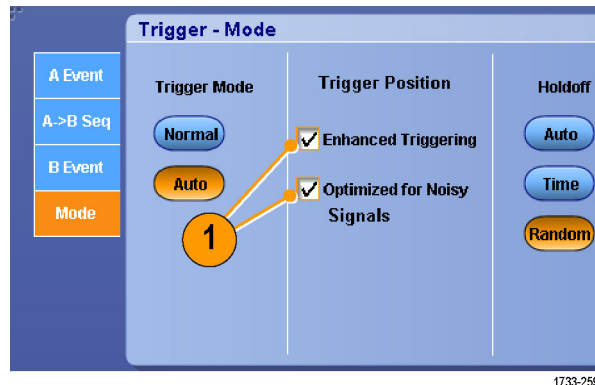 Trigger - Mode
A Event
A->B Seq
B Event
Mode
Trigger Mode
Normal
Auto
1
Trigger Position
Enhanced Triggering
Optimized for Noisy
Signals
Holdoff
Auto
Time
Random